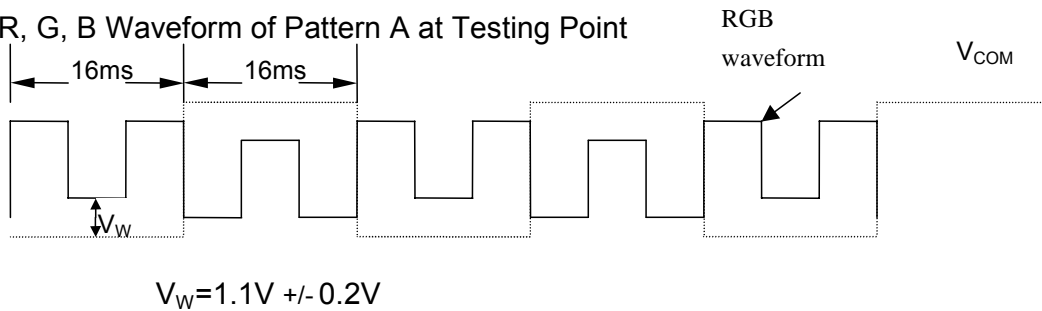 R, G, B Waveform of Pattern A at Testing Point
RGB
waveform
VCOM
16ms
16ms
VW
VW=1.1V +/- 0.2V